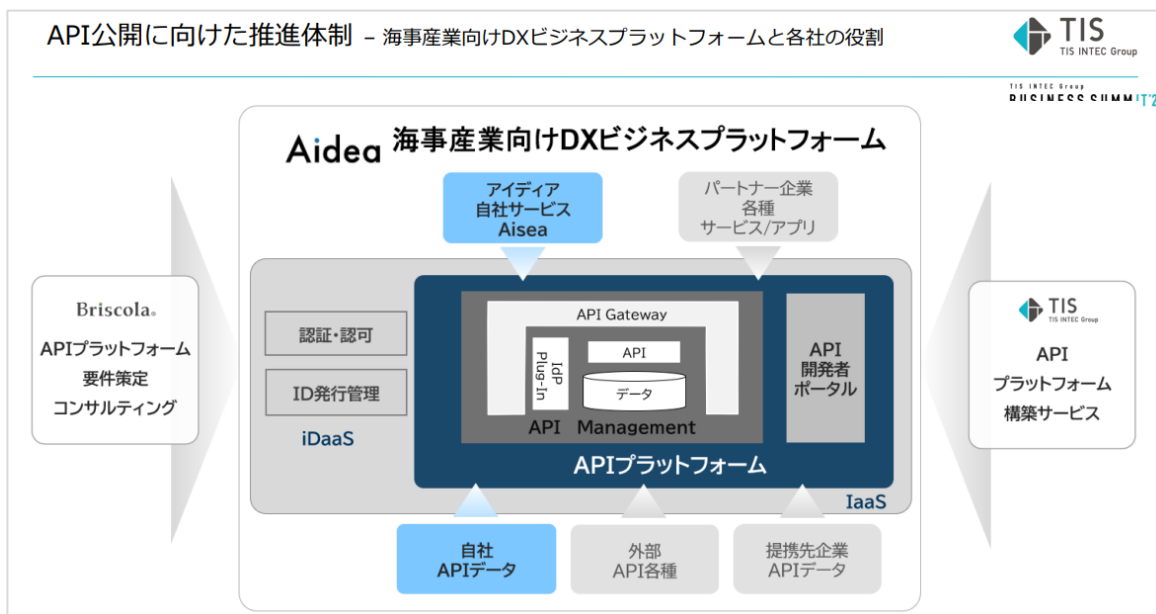 API公開に向けた推進体制 – 海事産業向けDXビジネスプラットフォームと各社の役割
TIS
TIS INTEC Group
TIS INTEC Group
BUSINESS SUMMIT'2
Aidea 海事産業向けDXビジネスプラットフォーム
アイディア
自社サービス
Aisea
パートナー企業
各種
サービス/アプリ
Briscola.
APIプラットフォーム
要件策定
コンサルティング
認証・認可
ID発行管理
iDaaS
API Gateway
IdP
Plug-In
API
データ
API Management
API
開発者
ポータル
APIプラットフォーム
IaaS
TIS
TIS INTEC Group
API
プラットフォーム
構築サービス
自社
APIデータ
外部
API各種
提携先企業
APIデータ